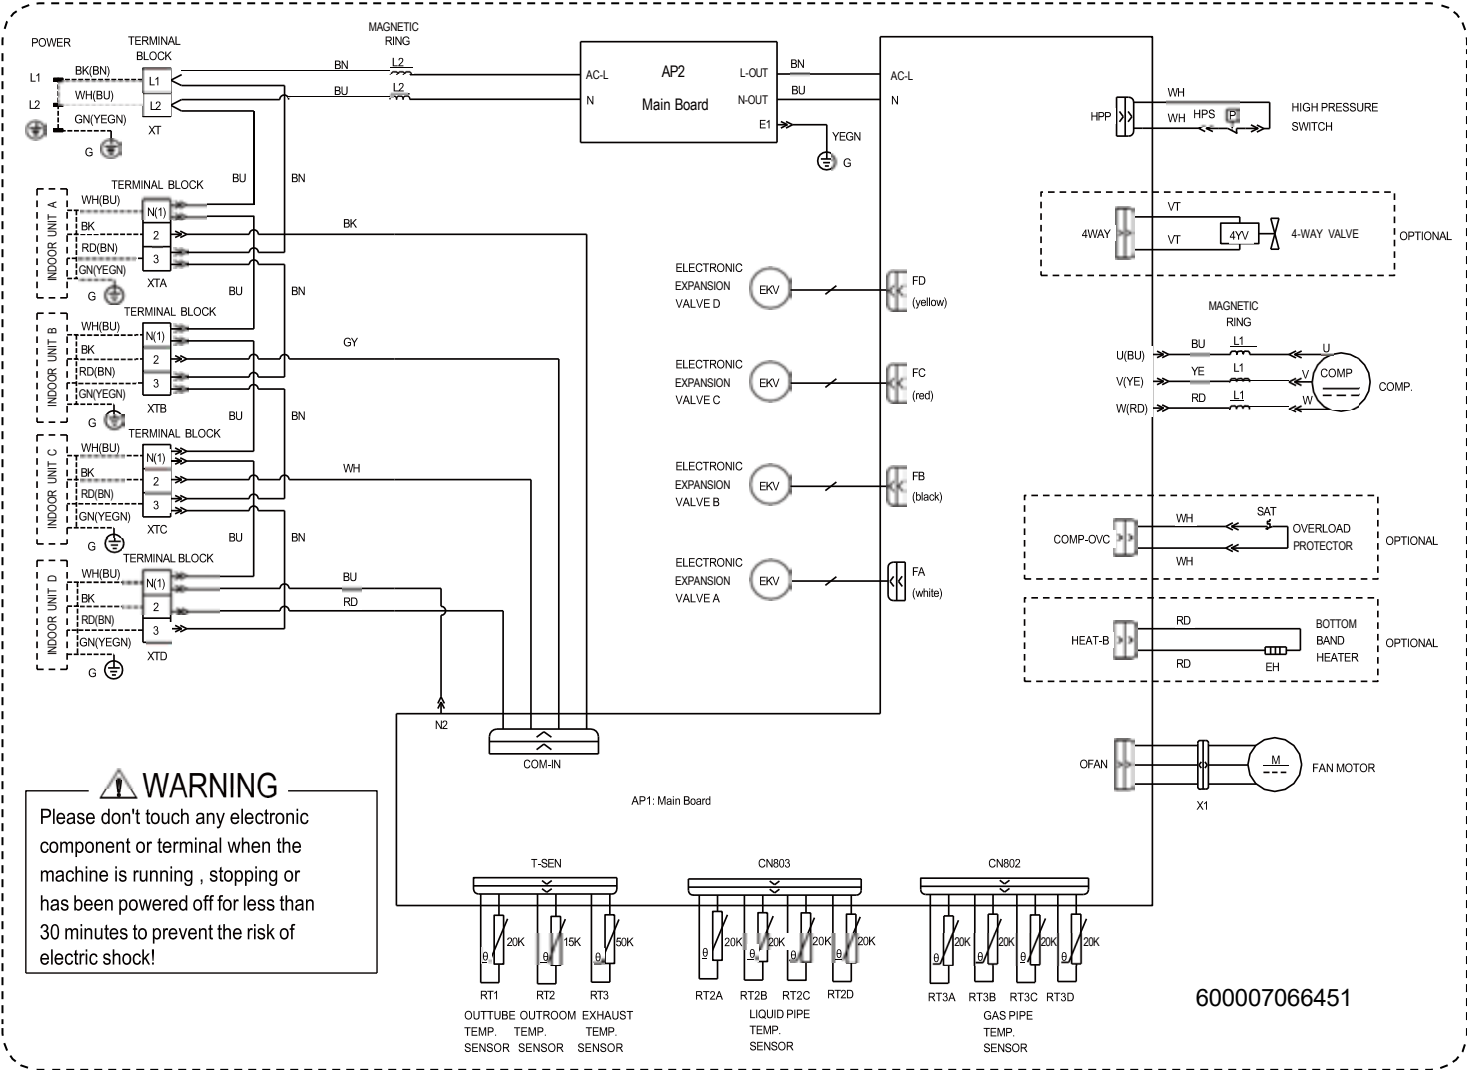 POWER
TERMINAL
BLOCK
MAGNETIC
RING
L1
BK(BN)
L1
BN
L2
AC-L
AP2
Main Board
L-OUT
BN
AC-L
L2
WH(BU)
L2
BU
L2
N
N-OUT
BU
N
GN(YEGN)
XT
G
E1
YEGN
G
BU
BN
HPP
WH
WH
HPS
P
HIGH PRESSURE
SWITCH
4WAY
VT
VT
4YV
4-WAY VALVE
OPTIONAL
TERMINAL BLOCK
INDOOR UNIT A
WH(BU)
BK
RD(BN)
GN(YEGN)
G
N(1)
2
3
XTA
BK
BU
BN
TERMINAL BLOCK
INDOOR UNIT B
WH(BU)
BK
RD(BN)
GN(YEGN)
G
N(1)
2
3
XTB
GY
BU
BN
TERMINAL BLOCK
INDOOR UNIT C
WH(BU)
BK
RD(BN)
GN(YEGN)
G
N(1)
2
3
XTC
WH
BU
BN
TERMINAL BLOCK
INDOOR UNIT D
WH(BU)
BK
RD(BN)
GN(YEGN)
G
N(1)
2
3
XTD
BU
RD
N2
COM-IN
ELECTRONIC
EXPANSION
VALVE D
EKV
FD
(yellow)
ELECTRONIC
EXPANSION
VALVE C
EKV
FC
(red)
ELECTRONIC
EXPANSION
VALVE B
EKV
FB
(black)
ELECTRONIC
EXPANSION
VALVE A
EKV
FA
(white)
MAGNETIC
RING
U(BU)
BU
L1
U
V(YE)
YE
L1
V
W(RD)
RD
L1
W
COMP
COMP.
COMP-OVC
WH
WH
SAT
OVERLOAD
PROTECTOR
OPTIONAL
HEAT-B
RD
RD
EH
BOTTOM
BAND
HEATER
OPTIONAL
OFAN
X1
M
FAN MOTOR
AP1: Main Board
WARNING
Please don't touch any electronic
component or terminal when the
machine is running , stopping or
has been powered off for less than
30 minutes to prevent the risk of
electric shock!
T-SEN
CN803
CN802
θ
20K
θ
15K
θ
50K
θ
20K
θ
20K
θ
20K
θ
20K
θ
20K
θ
20K
θ
20K
θ
20K
RT1
RT2
RT3
RT2A
RT2B
RT2C
RT2D
RT3A
RT3B
RT3C
RT3D
OUTTUBE
TEMP.
SENSOR
OUTROOM
TEMP.
SENSOR
EXHAUST
TEMP.
SENSOR
LIQUID PIPE
TEMP.
SENSOR
GAS PIPE
TEMP.
SENSOR
600007066451